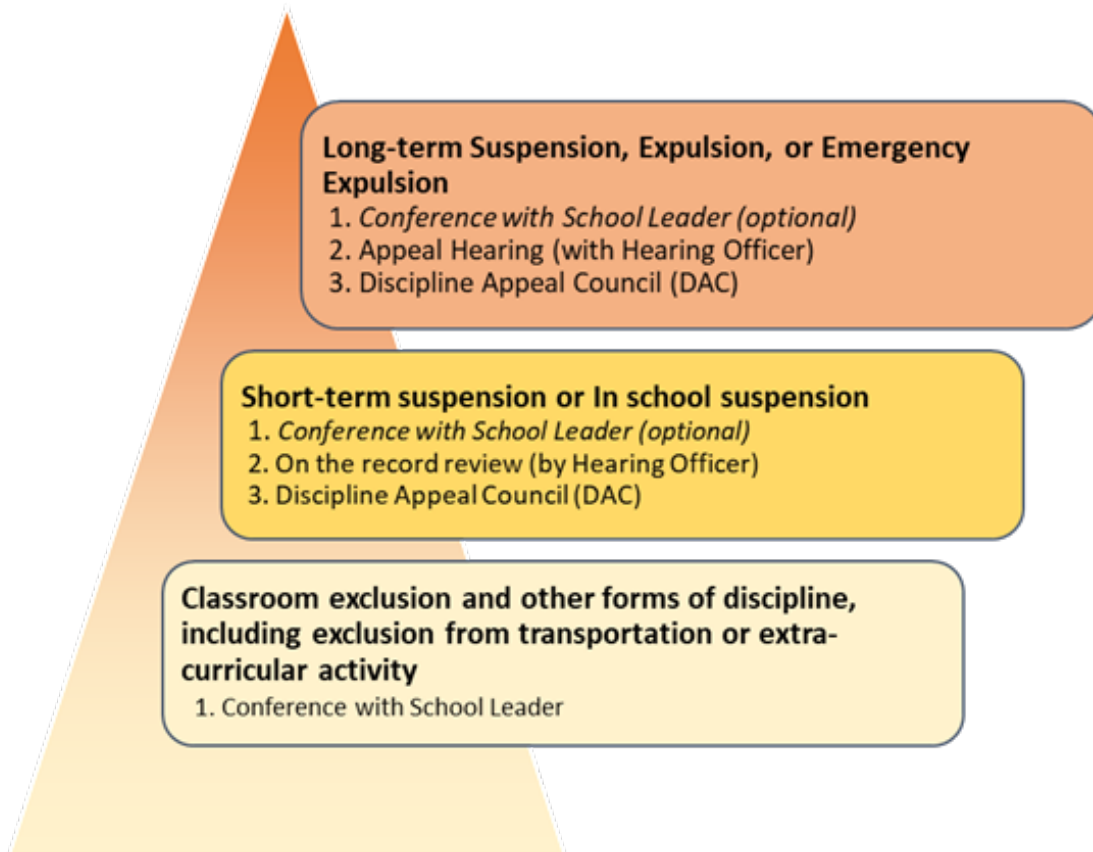 Long-term Suspension, Expulsion, or Emergency
Expulsion
1. Conference with School Leader (optional)
2. Appeal Hearing (with Hearing Officer)
3. Discipline Appeal Council (DAC)
Short-term suspension or In school suspension
1. Conference with School Leader (optional)
2. On the record review (by Hearing Officer)
3. Discipline Appeal Council (DAC)
Classroom exclusion and other forms of discipline,
including exclusion from transportation or extra-
curricular activity
1. Conference with School Leader